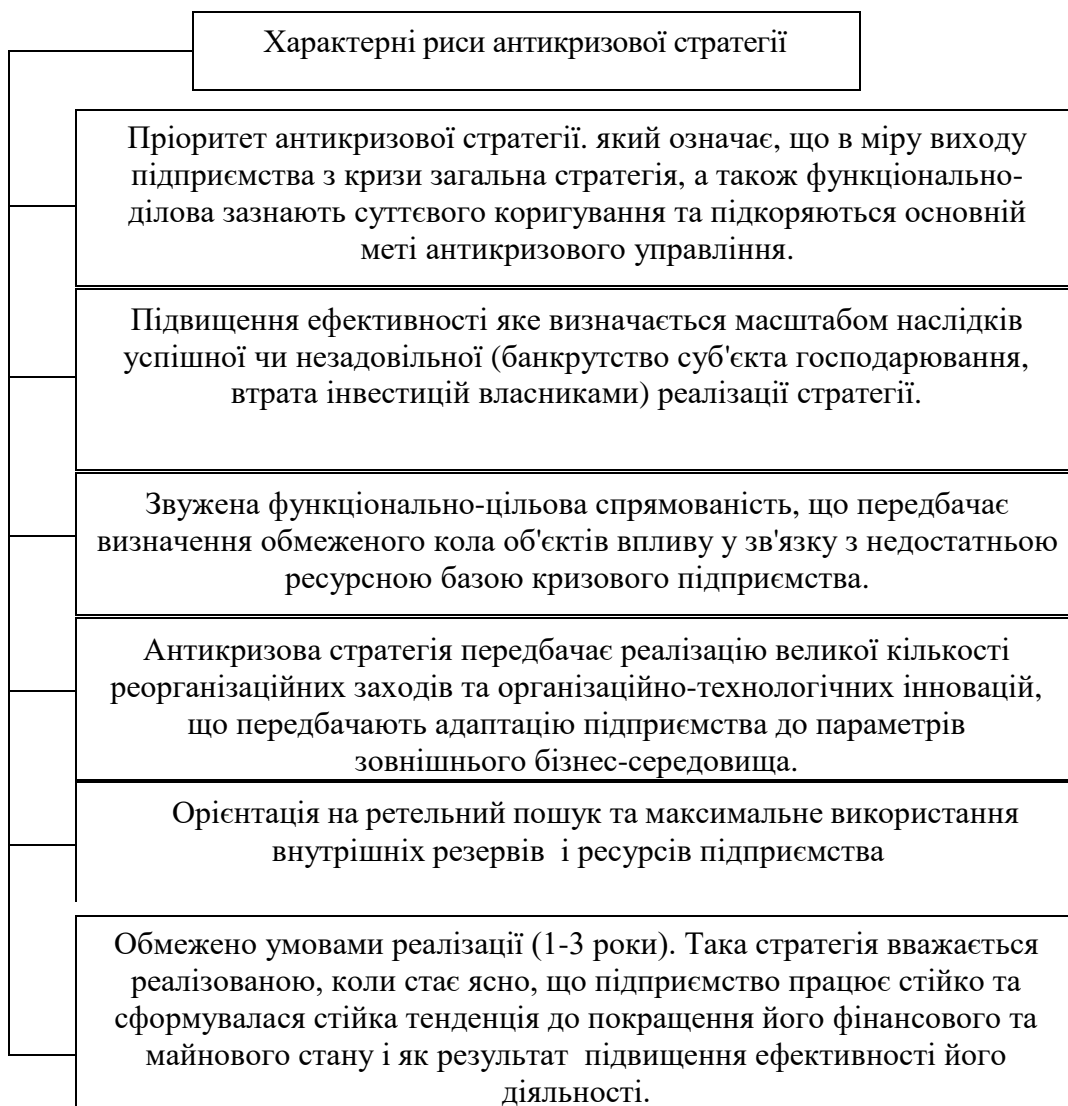 Характерні риси антикризової стратегії
Пріоритет антикризової стратегії. який означає, що в міру виходу
підприємства з кризи загальна стратегія, а також функціонально-
ділова зазнають суттєвого коригування та підкоряються основній
меті антикризового управління.
Підвищення ефективності яке визначається масштабом наслідків
успішної чи незадовільної (банкрутство суб'єкта господарювання,
втрата інвестицій власниками) реалізації стратегії.
Звужена функціонально-цільова спрямованість, що передбачає
визначення обмеженого кола об'єктів впливу у зв'язку з недостатньою
ресурсною базою кризового підприємства.
Антикризова стратегія передбачає реалізацію великої кількості
реорганізаційних заходів та організаційно-технологічних інновацій,
що передбачають адаптацію підприємства до параметрів
зовнішнього бізнес-середовища.
Орієнтація на ретельний пошук та максимальне використання
внутрішніх резервів і ресурсів підприємства
Обмежено умовами реалізації (1-3 роки). Така стратегія вважається
реалізованою, коли стає ясно, що підприємство працює стійко та
сформувалася стійка тенденція до покращення його фінансового та
майнового стану і як результат підвищення ефективності його
діяльності.